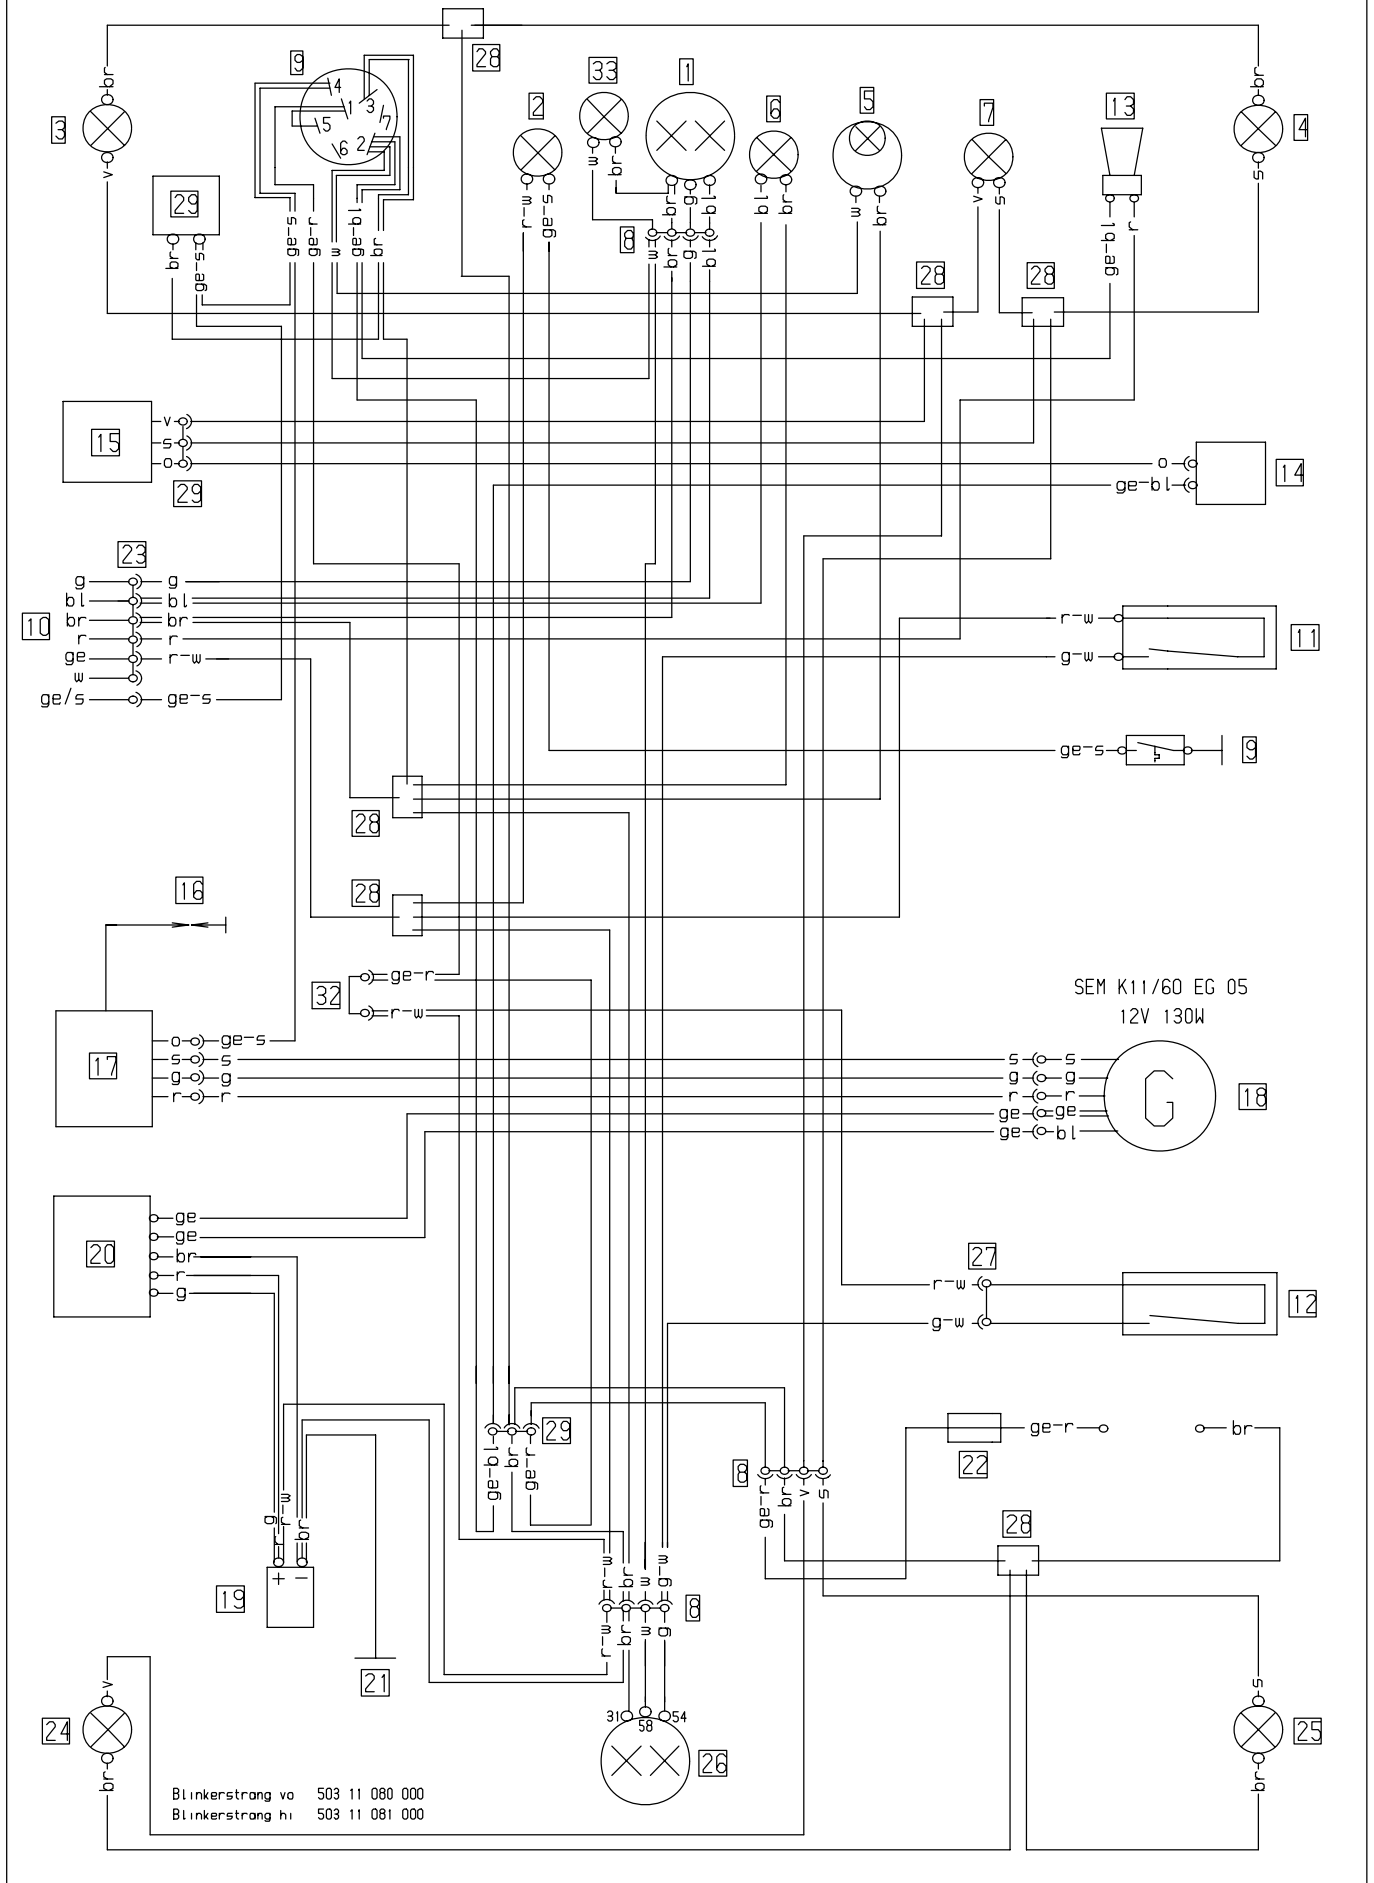 28
br
br
9
33
1
2
6
5
7
13
3
4
4
1
3
5
7
6
2
v
s
29
w
br
r-w
ge-s
br
g
bl
bl
br
w
br
v
s
ge-bl
r
br
ge-s
ge-s
ge-r
w
ge-bl
br
8
w
br
g
bl
28
28
15
v
s
o
29
o
ge-bl
14
23
g
g
bl
bl
10
br
br
r
r
ge
r-w
w
ge/s
ge-s
r-w
g-w
11
ge-s
9
28
28
16
32
ge-r
r-w
SEM K11/60 EG 05
12V 130W
17
o
ge-s
s
s
g
g
r
r
s
s
g
g
r
r
ge
ge
ge
bl
G
18
20
ge
ge
br
r
g
27
r-w
g-w
12
29
ge-bl
br
ge-r
8
ge-r
br
v
s
22
ge-r
br
28
g
r
r-w
br
19
+ −
21
r-w
br
w
g-w
8
r-w
br
w
g
31
58
54
26
24
v
br
25
s
br
Blinkerstrang vo 503 11 080 000
Blinkerstrang hi 503 11 081 000